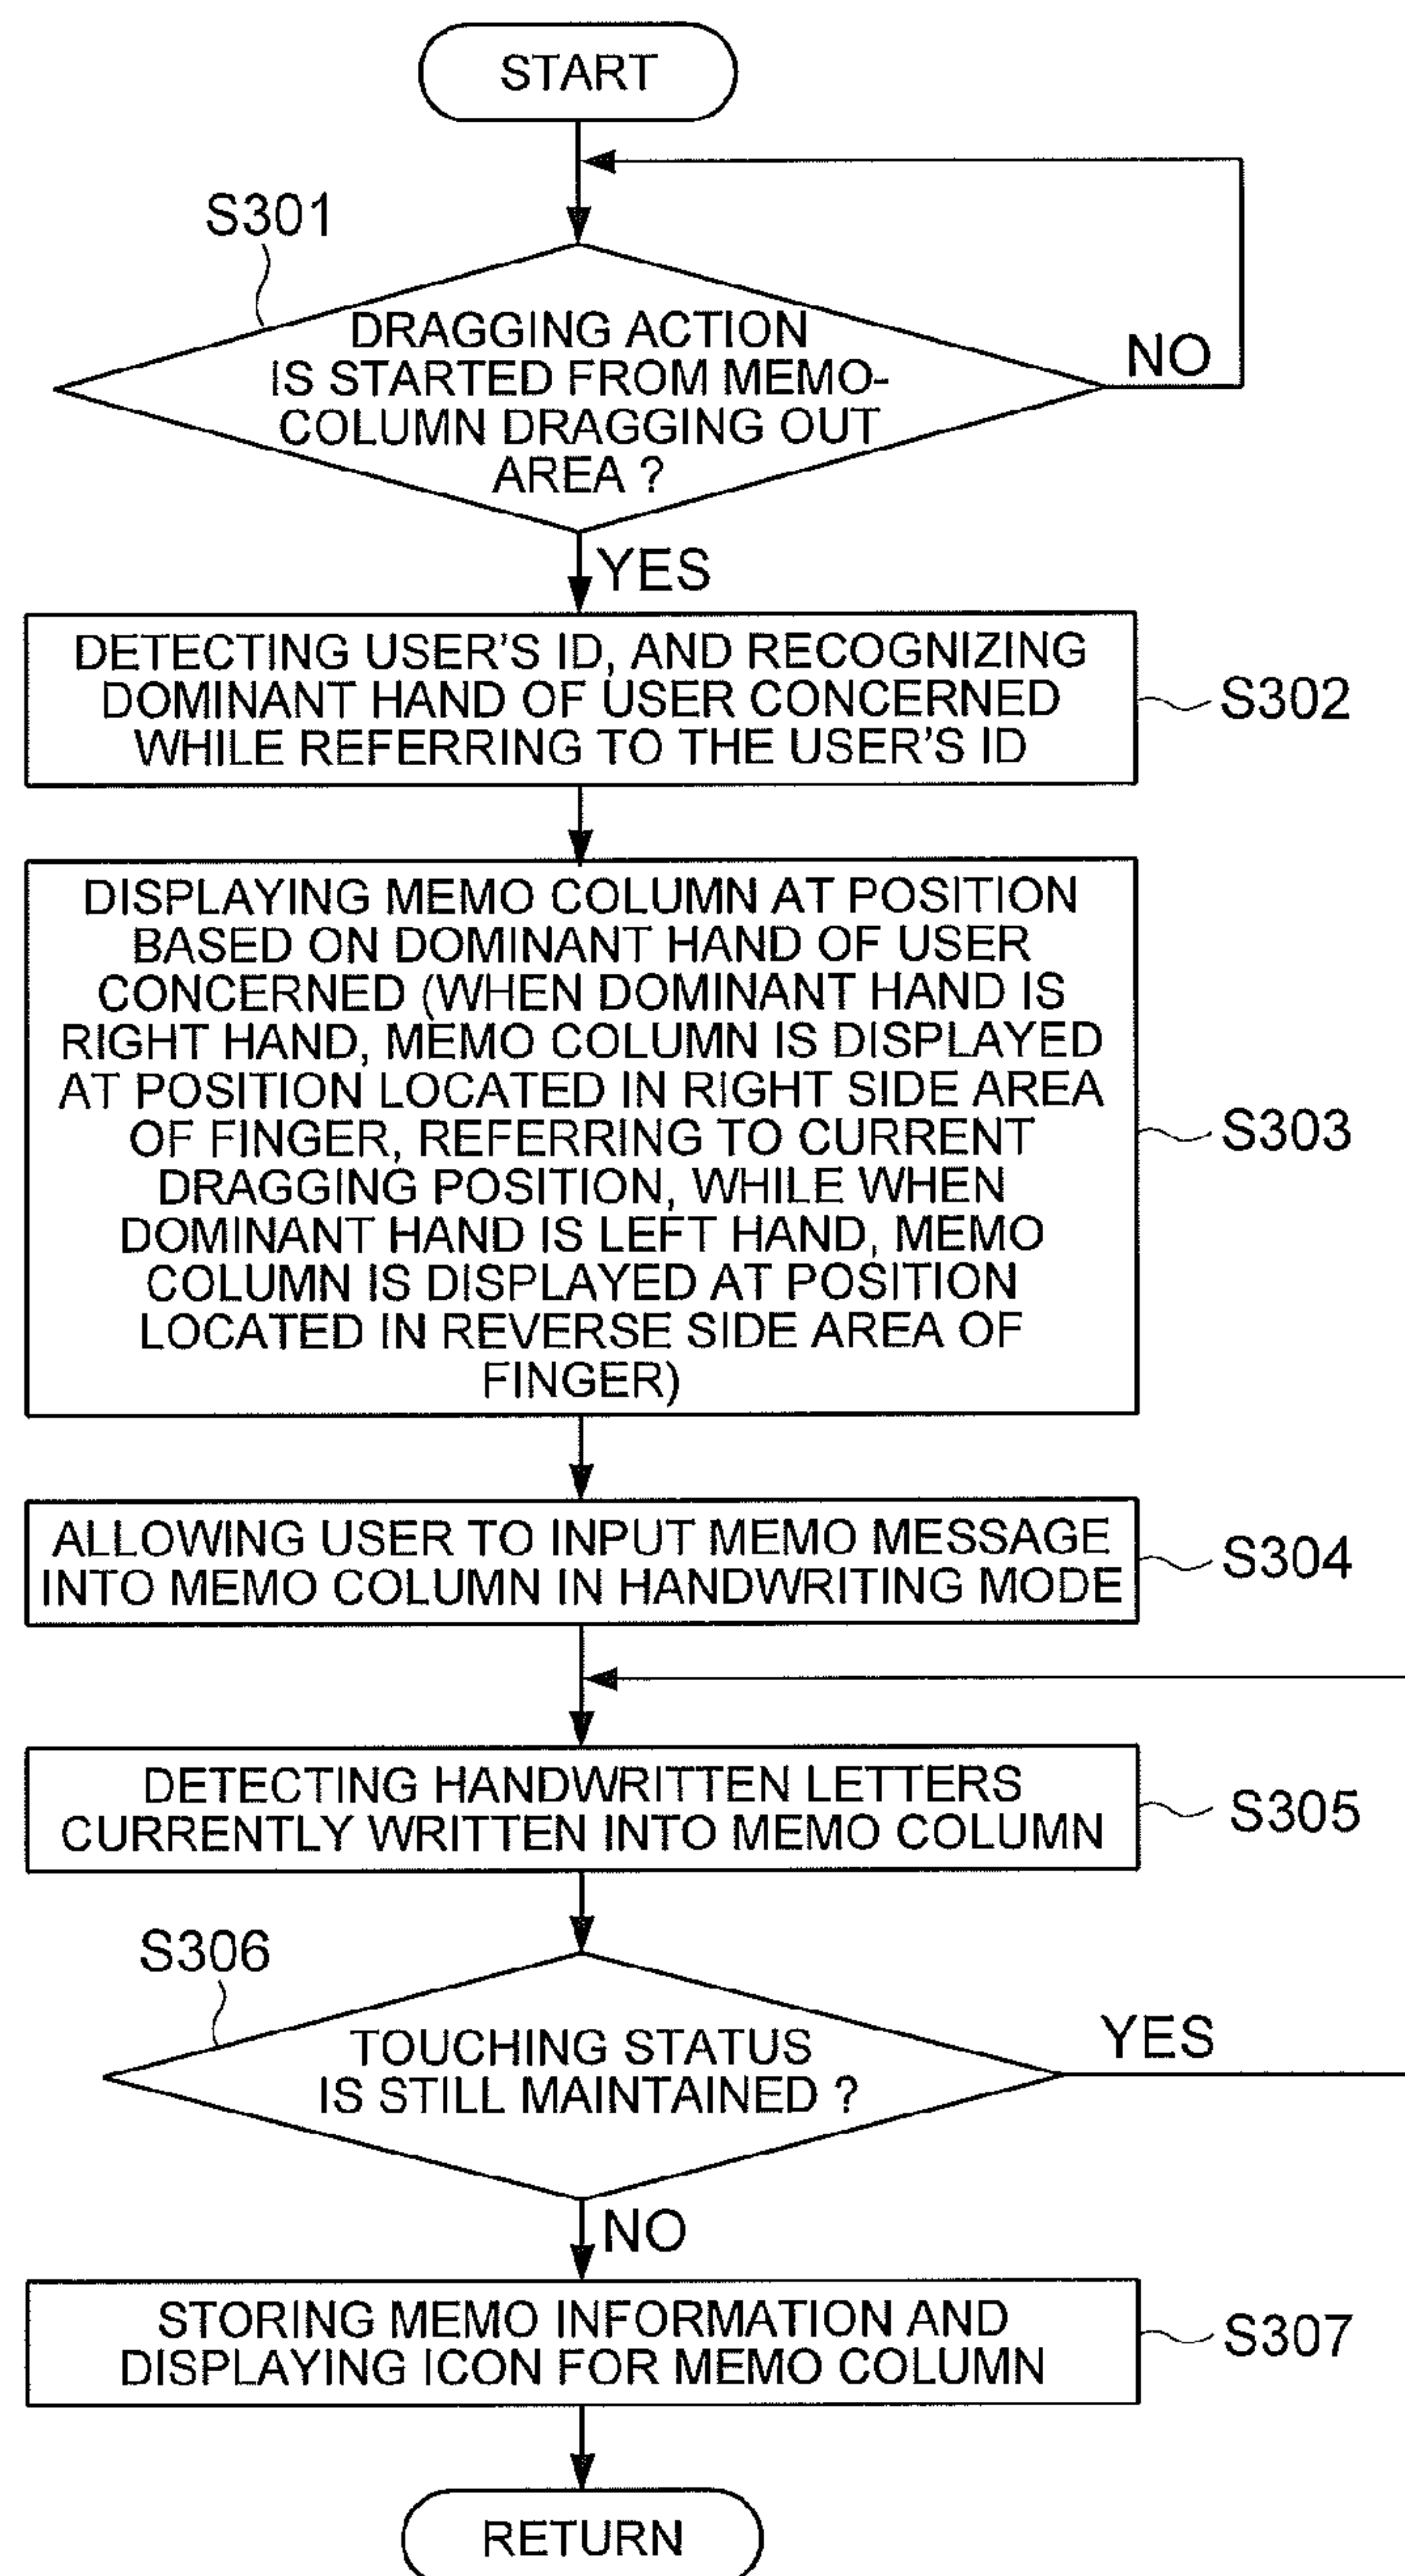 START
S301
DRAGGING ACTION
IS STARTED FROM MEMO-
COLUMN DRAGGING OUT
AREA ?
NO
YES
DETECTING USER'S ID, AND RECOGNIZING
DOMINANT HAND OF USER CONCERNED
WHILE REFERRING TO THE USER'S ID
S302
DISPLAYING MEMO COLUMN AT POSITION
BASED ON DOMINANT HAND OF USER
CONCERNED (WHEN DOMINANT HAND IS
RIGHT HAND, MEMO COLUMN IS DISPLAYED
AT POSITION LOCATED IN RIGHT SIDE AREA
OF FINGER, REFERRING TO CURRENT
DRAGGING POSITION, WHILE WHEN
DOMINANT HAND IS LEFT HAND, MEMO
COLUMN IS DISPLAYED AT POSITION
LOCATED IN REVERSE SIDE AREA OF
FINGER)
S303
ALLOWING USER TO INPUT MEMO MESSAGE
INTO MEMO COLUMN IN HANDWRITING MODE
S304
DETECTING HANDWRITTEN LETTERS
CURRENTLY WRITTEN INTO MEMO COLUMN
S305
S306
TOUCHING STATUS
IS STILL MAINTAINED ?
YES
NO
STORING MEMO INFORMATION AND
DISPLAYING ICON FOR MEMO COLUMN
S307
RETURN